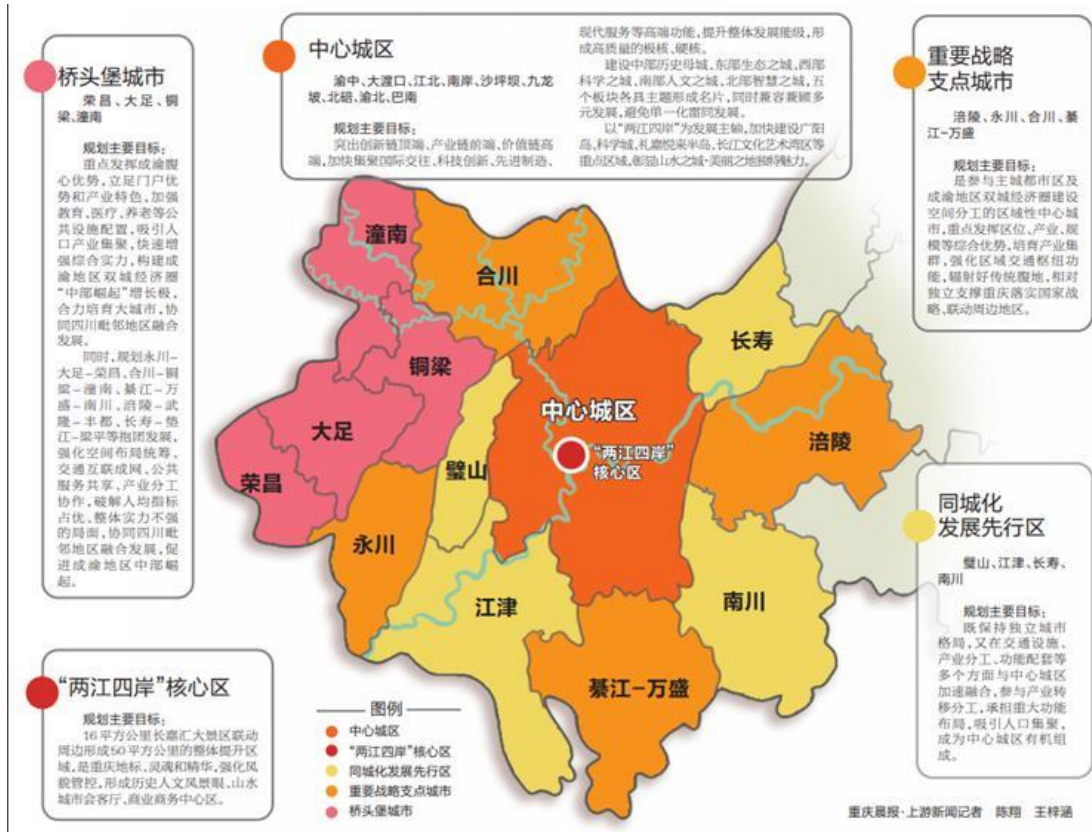 桥头堡城市
荣昌、大足、铜
梁、潼南
规划主要目标：
重点发挥成渝腹
心优势，立足门户优
势和产业特色，加强
教育、医疗、养老等公
共设施配置，吸引人
口产业集聚，快速增
强综合实力，构建成
渝地区双城经济圈
“中部崛起”增长极，
合力培育大城市，协
同四川毗邻地区融合
发展。
同时，规划永川-
大足-荣昌、合川-铜
梁-潼南、綦江-万
盛-南川、涪陵-武
隆-丰都、长寿-垫
江-梁平等抱团发展，
强化空间布局统筹、
交通互联成网、公共
服务共享、产业分工
协作，破解人均指标
占优、整体实力不强
的局面，协同四川毗
邻地区融合发展，促
进成渝地区中部崛
起。
中心城区
渝中、大渡口、江北、南岸、沙坪坝、九龙
坡、北碚、渝北、巴南
规划主要目标：
突出创新链顶端、产业链前端、价值链高
端，加快集聚国际交往、科技创新、先进制造、
现代服务等高端功能，提升整体发展能级，形
成高质量的极核、硬核。
建设中部历史母城、东部生态之城、西部
科学之城、南部人文之城、北部智慧之城，五
个板块各具主题形成名片，同时兼容兼顾多
元发展，避免单一化雷同发展。
以“两江四岸”为发展主轴，加快建设广阳
岛、科学城、礼嘉悦来半岛、长江文化艺术湾区等
重点区域，彰显山水之城·美丽之地独特魅力。
重要战略
支点城市
涪陵、永川、合川、綦
江-万盛
规划主要目标：
是参与主城都市区及
成渝地区双城经济圈建设
空间分工的区域性中心城
市，重点发挥区位、产业、规
模等综合优势，培育产业集
群，强化区域交通枢纽功
能，辐射好传统腹地，相对
独立支撑重庆落实国家战
略、联动周边地区。
潼南
合川
长寿
铜梁
中心城区
大足
涪陵
“两江四岸”
核心区
璧山
荣昌
永川
江津
南川
綦江-万盛
同城化
发展先行区
璧山、江津、长寿、
南川
规划主要目标：
既保持独立城市
格局，又在交通设施、
产业分工、功能配套等
多个方面与中心城区
加速融合，参与产业转
移分工，承担重大功能
布局，吸引人口集聚，
成为中心城区有机组
成。
“两江四岸”核心区
规划主要目标：
16平方公里长嘉汇大景区联动
周边形成50平方公里的整体提升区
域，是重庆地标、灵魂和精华，强化风
貌管控，形成历史人文风景眼、山水
城市会客厅、商业商务中心区。
图例
中心城区
“两江四岸”核心区
同城化发展先行区
重要战略支点城市
桥头堡城市
重庆晨报·上游新闻记者 陈翔 王梓涵